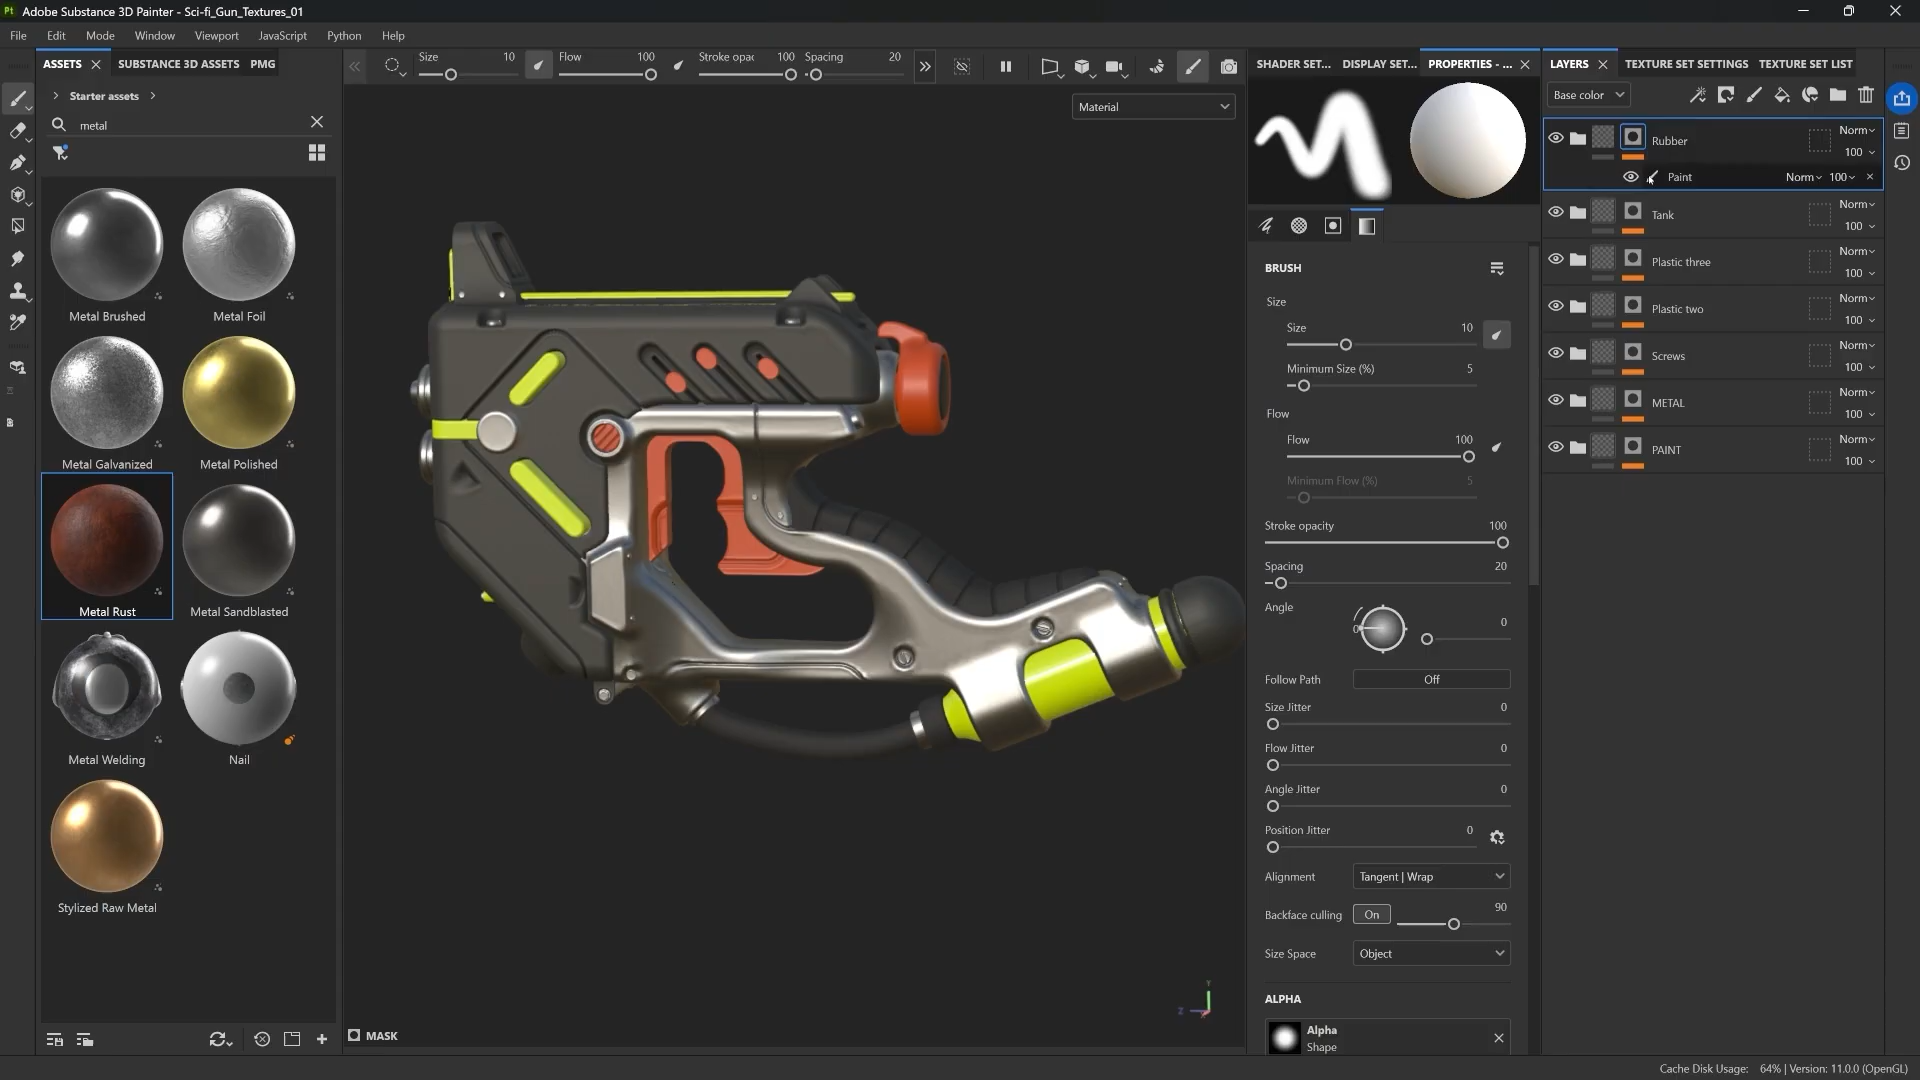 Pt Adobe Substance 3D Painter - Sci-fi_Gun_Textures_01
File Edit Mode Window Viewport JavaScript Python Help
ASSETS SUBSTANCE 3D ASSETS PMG
Starter assets
metal
Metal Brushed
Metal Foil
Metal Galvanized
Metal Polished
Metal Rust
Metal Sandblasted
Metal Welding
Nail
Stylized Raw Metal
Size 10
Flow 100
Stroke opac 100
Spacing 20
Material
MASK
Y
Z
SHADER SET... DISPLAY SET... PROPERTIES - ...
BRUSH
Size
Size 10
Minimum Size (%) 5
Flow
Flow 100
Minimum Flow (%) 5
Stroke opacity 100
Spacing 20
Angle 0 0
Follow Path Off
Size Jitter 0
Flow Jitter 0
Angle Jitter 0
Position Jitter 0
Alignment Tangent | Wrap
Backface culling On 90
Size Space Object
ALPHA
Alpha
Shape
LAYERS TEXTURE SET SETTINGS TEXTURE SET LIST
Base color
Rubber Norm 100
Paint Norm 100
Tank Norm 100
Plastic three Norm 100
Plastic two Norm 100
Screws Norm 100
METAL Norm 100
PAINT Norm 100
Cache Disk Usage: 64% | Version: 11.0.0 (OpenGL)